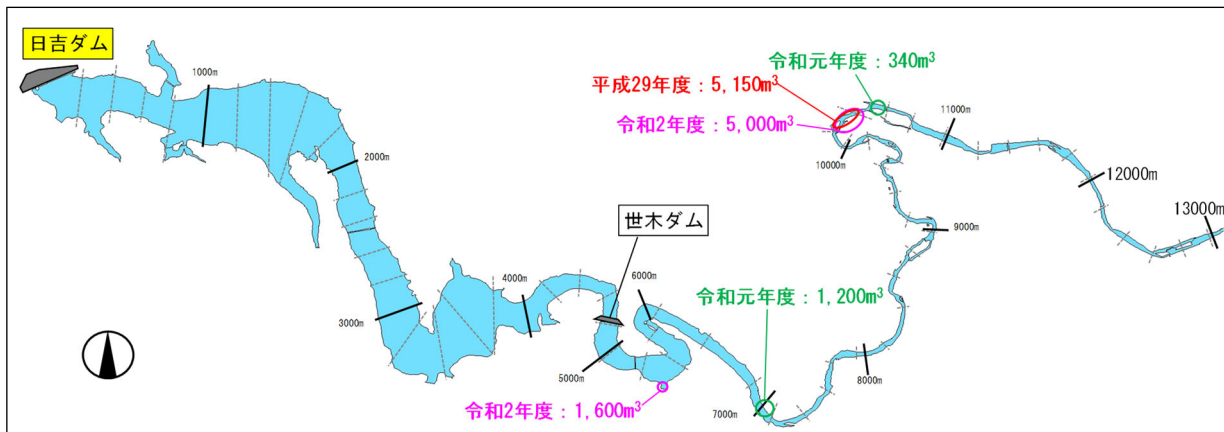 日吉ダム
1000m
2000m
3000m
4000m
世木ダム
5000m
6000m
令和2年度：1,600m³
7000m
令和元年度：1,200m³
8000m
9000m
10000m
平成29年度：5,150m³
令和2年度：5,000m³
令和元年度：340m³
11000m
12000m
13000m